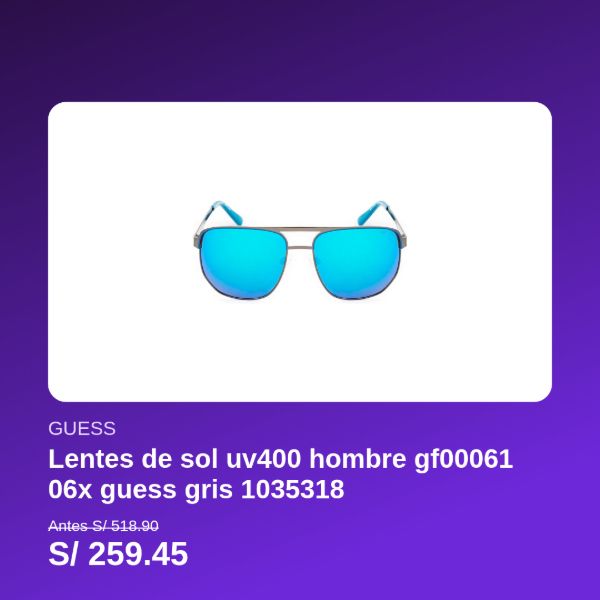 GUESS
Lentes de sol uv400 hombre gf00061
06x guess gris 1035318
Antes S/ 518.90
S/ 259.45